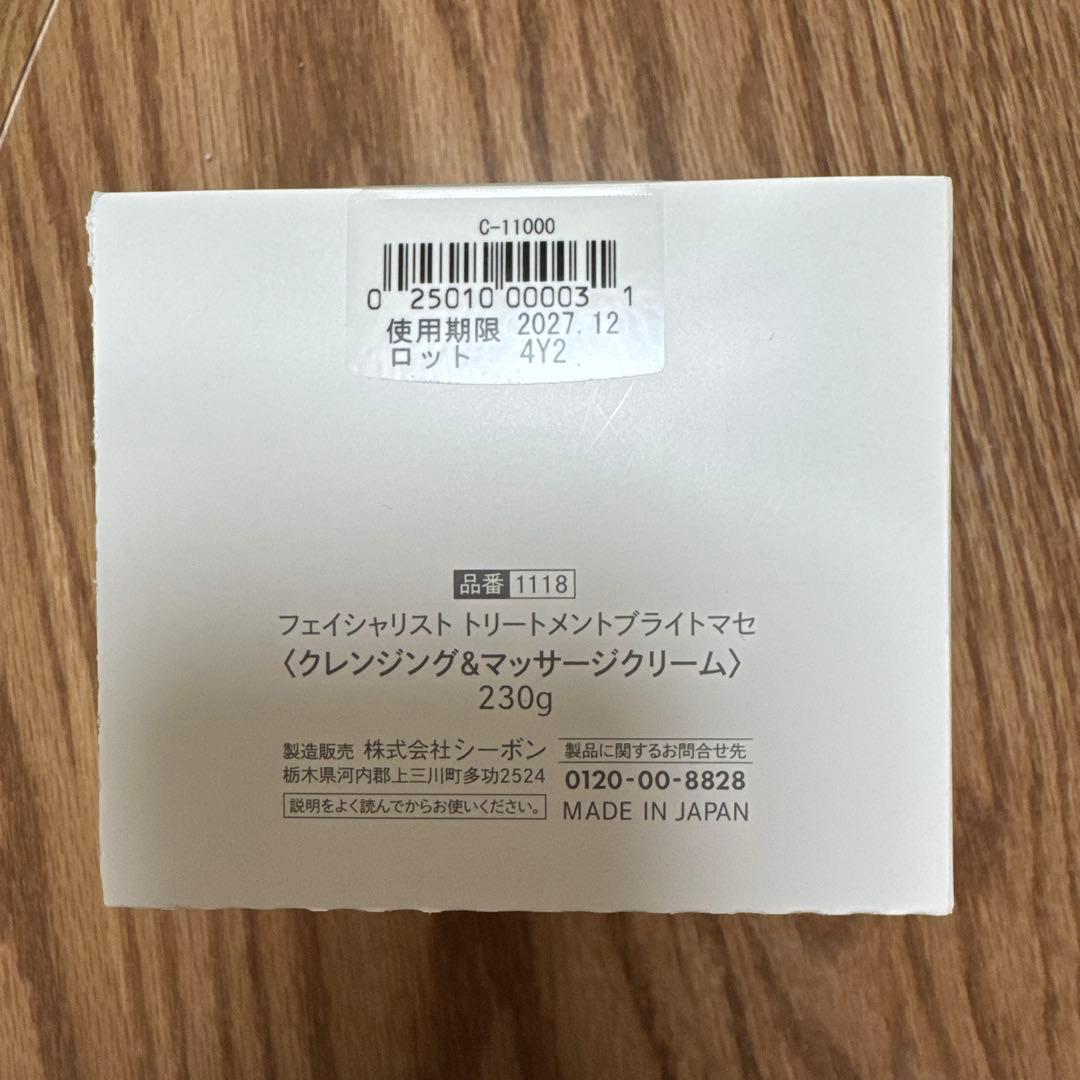 C-11000
0 25010 00003 1
使用期限 2027.12
ロット 4Y2
品番 1118
フェイシャリスト トリートメントブライトマセ
〈クレンジング&マッサージクリーム〉
230g
製造販売 株式会社シーボン
栃木県河内郡上三川町多功2524
説明をよく読んでからお使いください。
製品に関するお問合せ先
0120-00-8828
MADE IN JAPAN